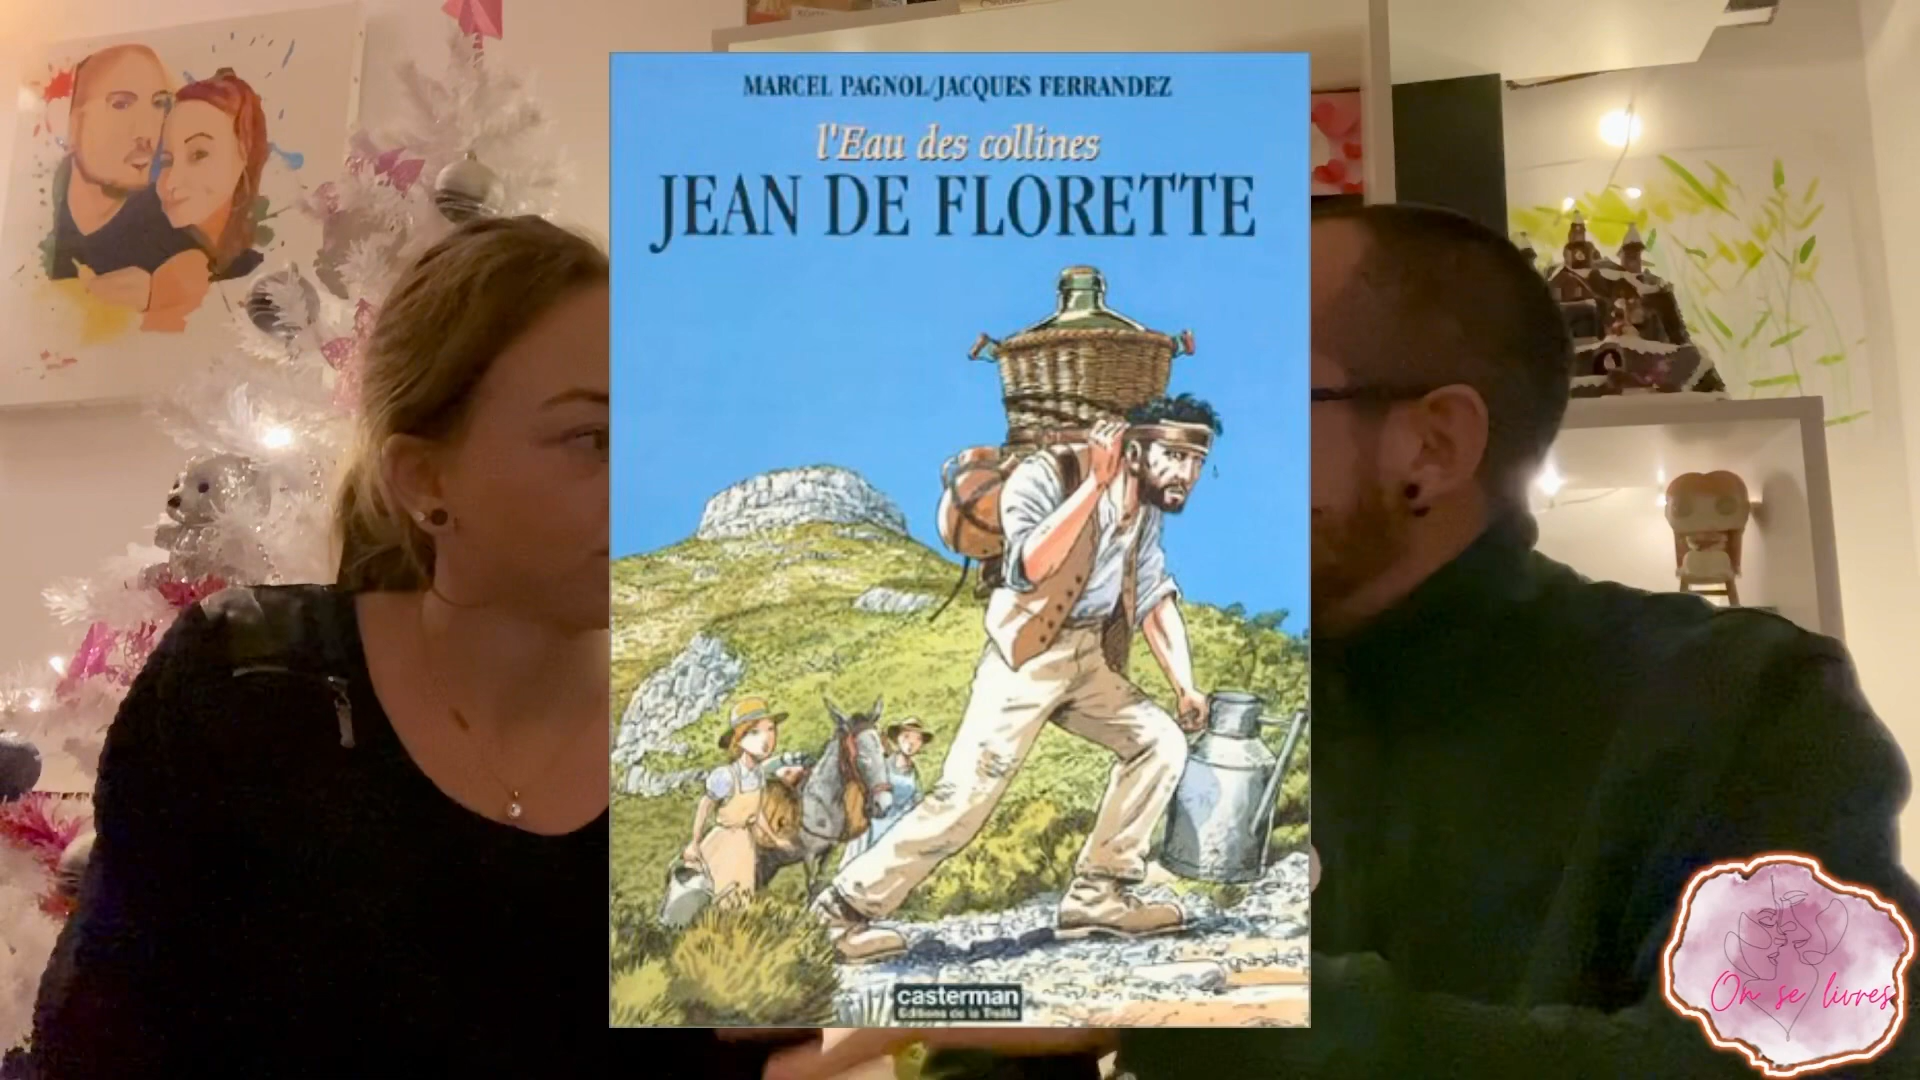 MARCEL PAGNOL/JACQUES FERRANDEZ
l'Eau des collines
JEAN DE FLORETTE
casterman
Editions de la Treille
On se livres